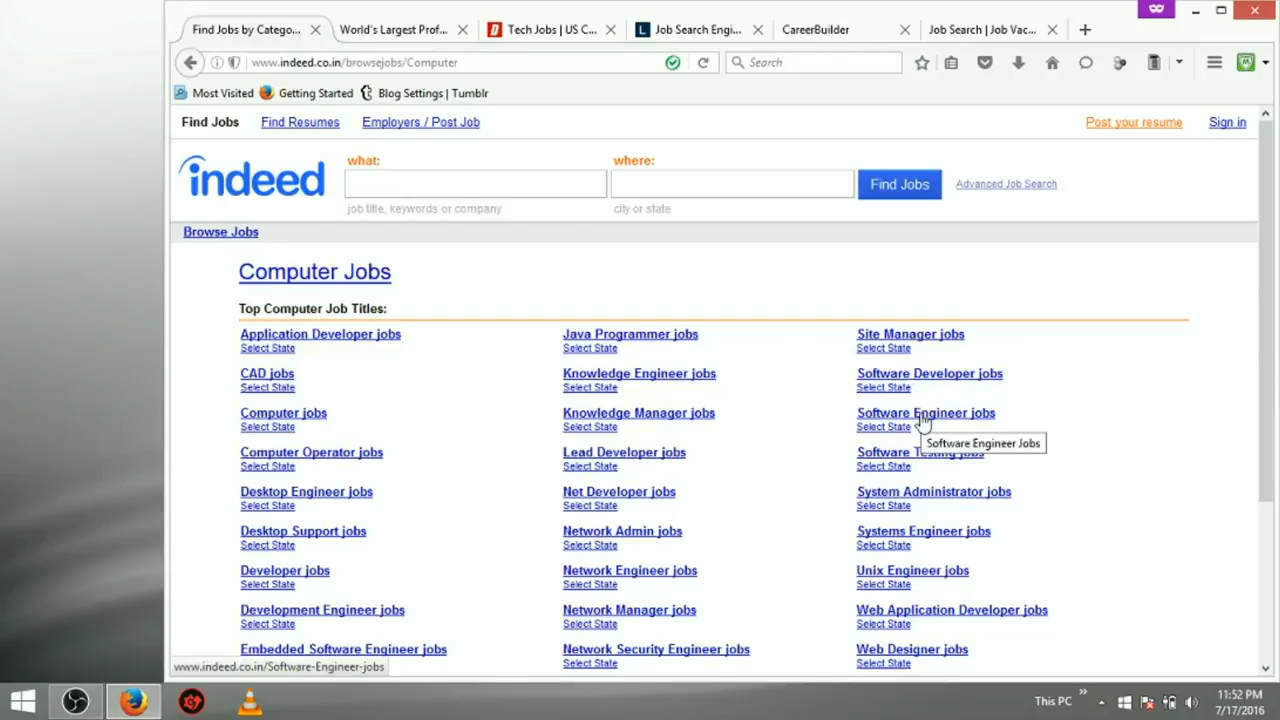 Find Jobs by Catego... World's Largest Prof... Tech Jobs | US C... Job Search Engi... CareerBuilder Job Search | Job Vac...
www.indeed.co.in/browsejobs/Computer Search
Most Visited Getting Started Blog Settings | Tumblr
Find Jobs Find Resumes Employers / Post Job Post your resume Sign in
what: where:
indeed Find Jobs Advanced Job Search
job title, keywords or company city or state
Browse Jobs
Computer Jobs
Top Computer Job Titles:
Application Developer jobs Java Programmer jobs Site Manager jobs
Select State Select State Select State
CAD jobs Knowledge Engineer jobs Software Developer jobs
Select State Select State Select State
Computer jobs Knowledge Manager jobs Software Engineer jobs
Select State Select State Select State
Software Engineer Jobs
Computer Operator jobs Lead Developer jobs Software Testing jobs
Select State Select State Select State
Desktop Engineer jobs Net Developer jobs System Administrator jobs
Select State Select State Select State
Desktop Support jobs Network Admin jobs Systems Engineer jobs
Select State Select State Select State
Developer jobs Network Engineer jobs Unix Engineer jobs
Select State Select State Select State
Development Engineer jobs Network Manager jobs Web Application Developer jobs
Select State Select State Select State
Embedded Software Engineer jobs Network Security Engineer jobs Web Designer jobs
www.indeed.co.in/Software-Engineer-jobs Select State Select State
This PC 11:52 PM
7/17/2016